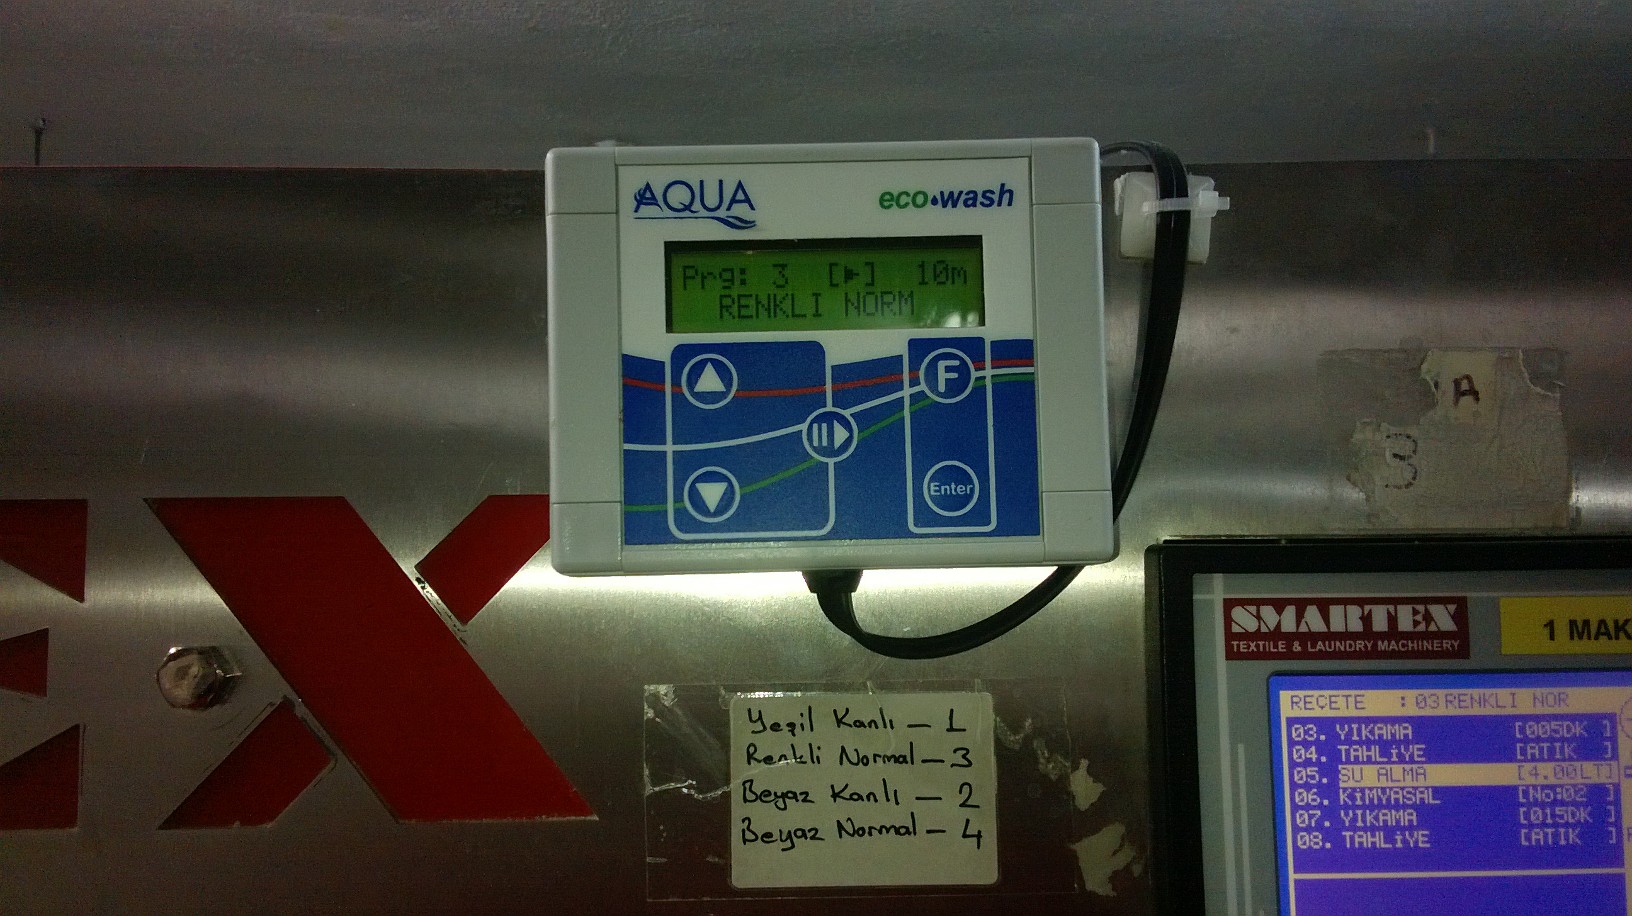 AQUA
eco wash
Prg: 3 [►] 10m
RENKLI NORM
F
Enter
EX
A
B
Yeşil Kanlı — 1
Renkli Normal — 3
Beyaz Kanlı — 2
Beyaz Normal — 4
SMARTEX
TEXTILE & LAUNDRY MACHINERY
1 MAK
REÇETE : 03 RENKLI NOR
03. YIKAMA [005DK ]
04. TAHLİYE [ATIK ]
05. SU ALMA [4.00LT]
06. KİMYASAL [No:02 ]
07. YIKAMA [015DK ]
08. TAHLİYE [ATIK ]